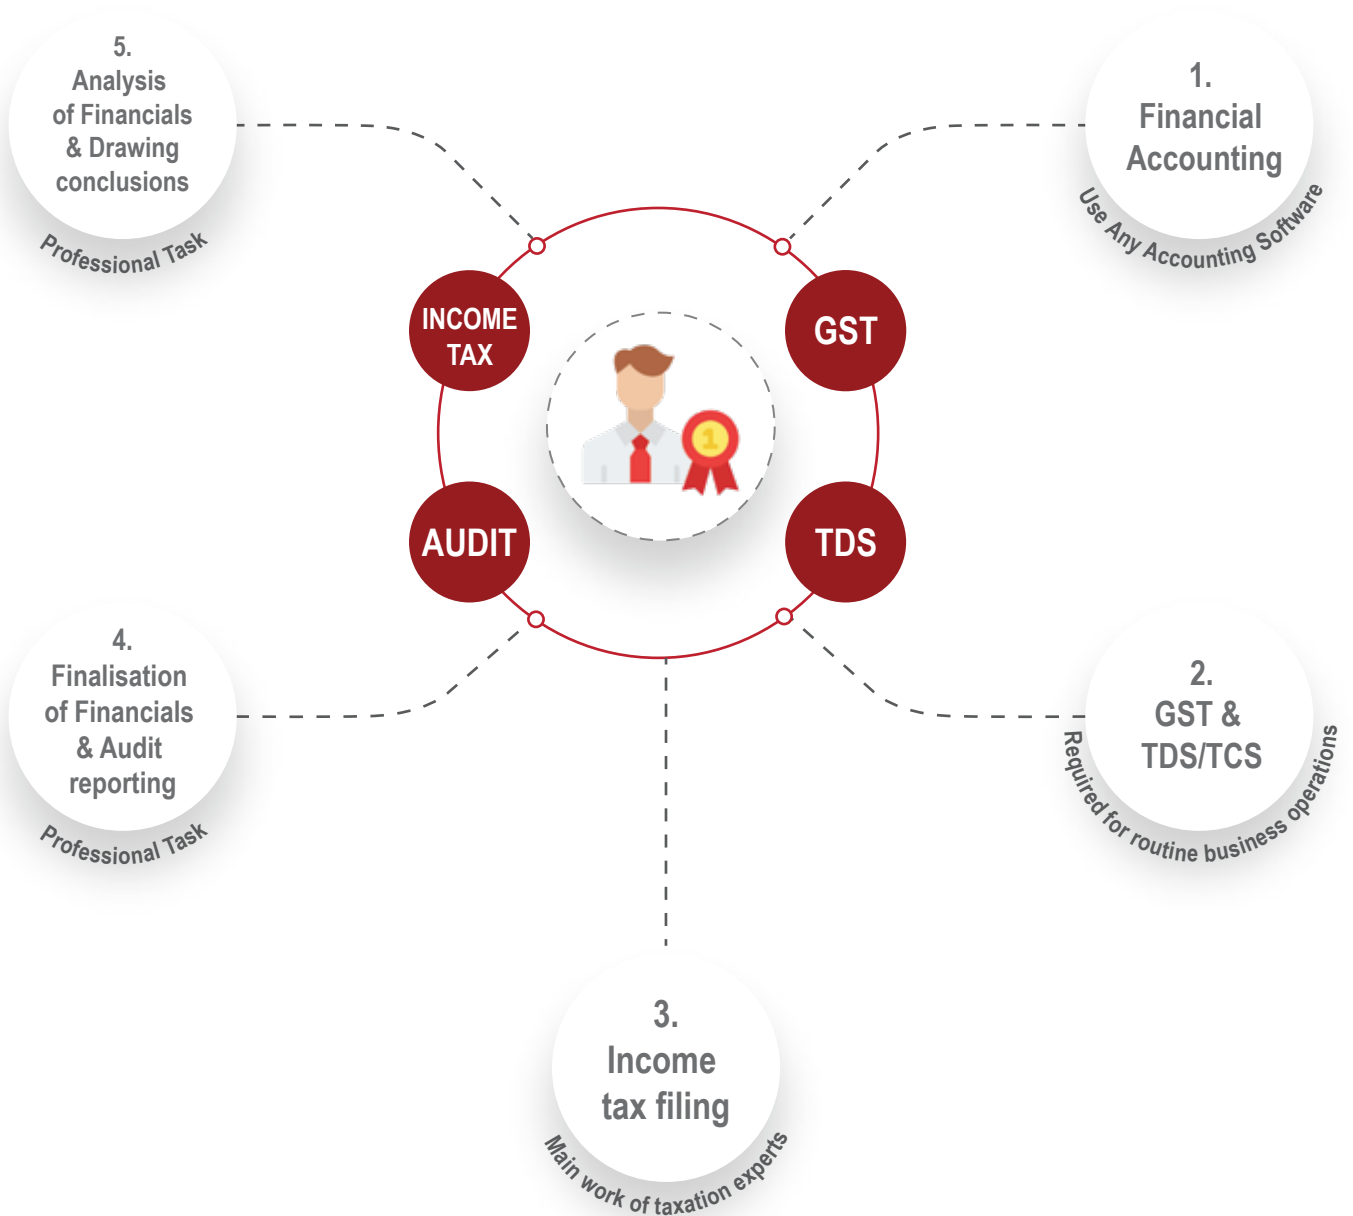 5.
Analysis
of Financials
& Drawing
conclusions
Professional Task
1.
Financial
Accounting
Use Any Accounting Software
INCOME
TAX
GST
1
AUDIT
TDS
4.
Finalisation
of Financials
& Audit
reporting
Professional Task
2.
GST &
TDS/TCS
Required for routine business operations
3.
Income
tax filing
Main work of taxation experts